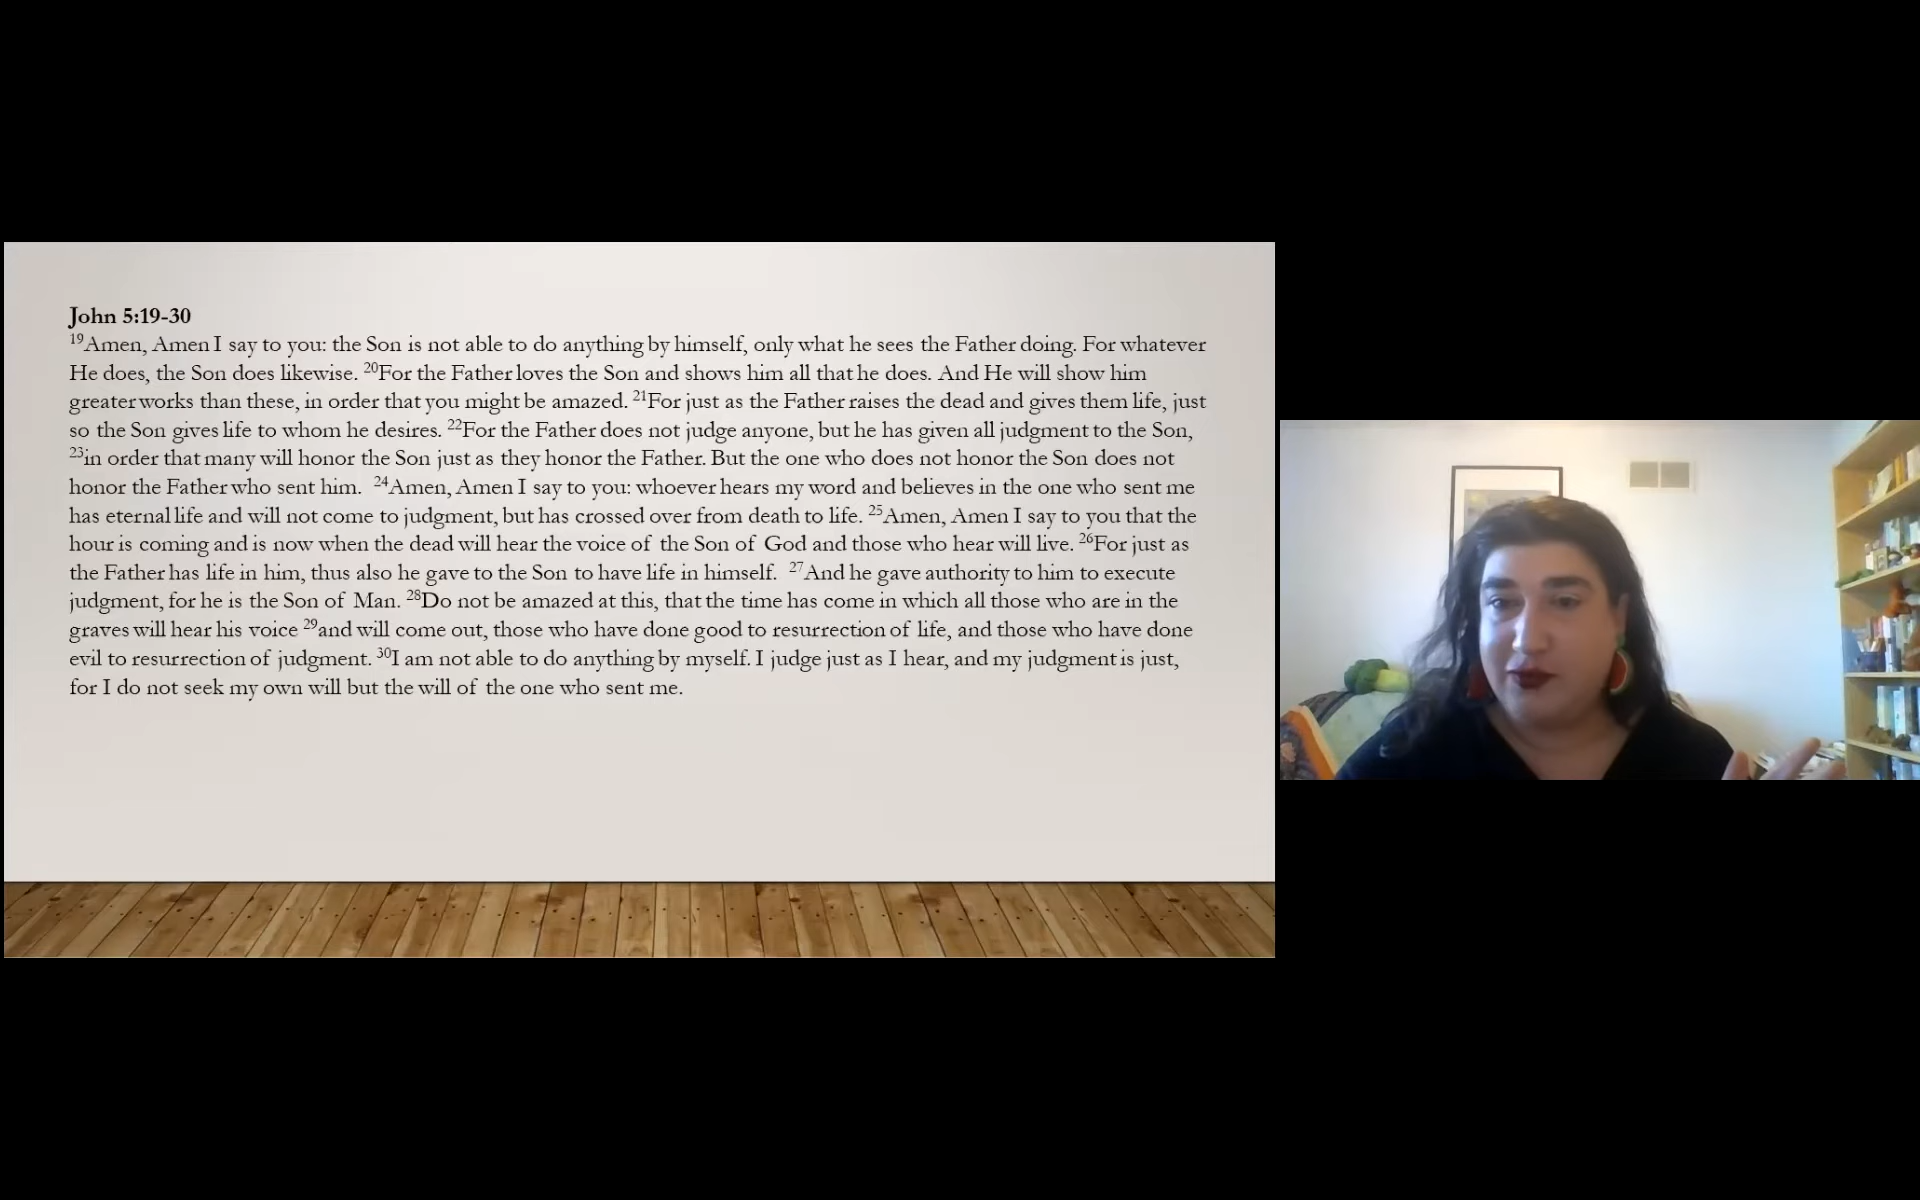 John 5:19-30
19Amen, Amen I say to you: the Son is not able to do anything by himself, only what he sees the Father doing. For whatever
He does, the Son does likewise. 20For the Father loves the Son and shows him all that he does. And He will show him
greater works than these, in order that you might be amazed. 21For just as the Father raises the dead and gives them life, just
so the Son gives life to whom he desires. 22For the Father does not judge anyone, but he has given all judgment to the Son,
23in order that many will honor the Son just as they honor the Father. But the one who does not honor the Son does not
honor the Father who sent him. 24Amen, Amen I say to you: whoever hears my word and believes in the one who sent me
has eternal life and will not come to judgment, but has crossed over from death to life. 25Amen, Amen I say to you that the
hour is coming and is now when the dead will hear the voice of the Son of God and those who hear will live. 26For just as
the Father has life in him, thus also he gave to the Son to have life in himself. 27And he gave authority to him to execute
judgment, for he is the Son of Man. 28Do not be amazed at this, that the time has come in which all those who are in the
graves will hear his voice 29and will come out, those who have done good to resurrection of life, and those who have done
evil to resurrection of judgment. 30I am not able to do anything by myself. I judge just as I hear, and my judgment is just,
for I do not seek my own will but the will of the one who sent me.